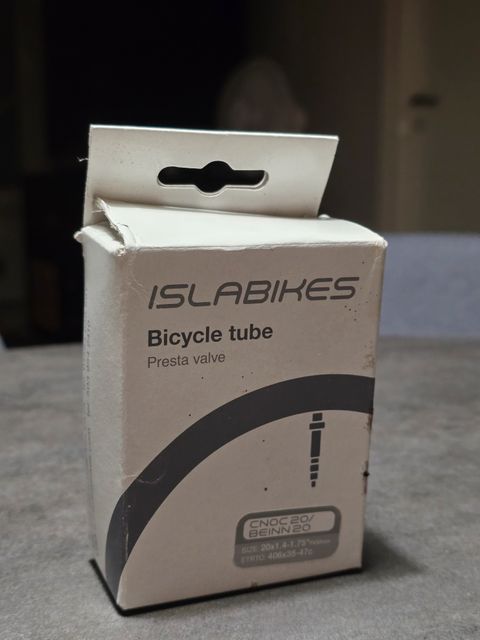 ISLABIKES
Bicycle tube
Presta valve
CNOC 20/
BEINN 20
SIZE: 20x1.4-1.75"
ETRTO: 406x35-47c